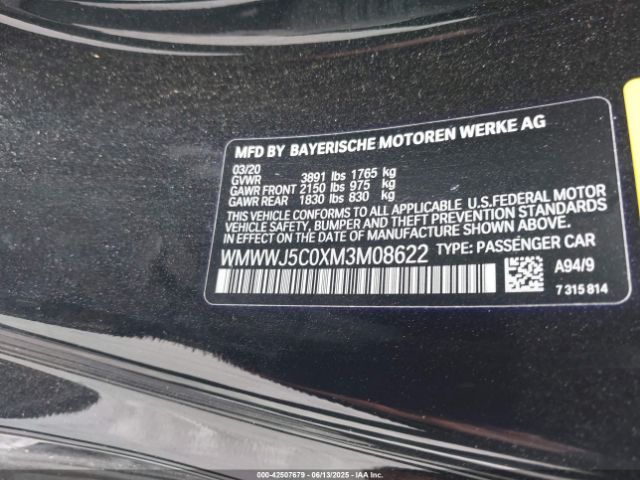 MFD BY BAYERISCHE MOTOREN WERKE AG
03/20
GVWR 3891 lbs 1765 kg
GAWR FRONT 2150 lbs 975 kg
GAWR REAR 1830 lbs 830 kg
THIS VEHICLE CONFORMS TO ALL APPLICABLE U.S.FEDERAL MOTOR
VEHICLE SAFETY, BUMPER AND THEFT PREVENTION STANDARDS
IN EFFECT ON THE DATE OF MANUFACTURE SHOWN ABOVE.
WMWWJ5C0XM3M08622 TYPE: PASSENGER CAR
A94/9
7 315 814
000-42507679 - 06/13/2025 - IAAI.COM